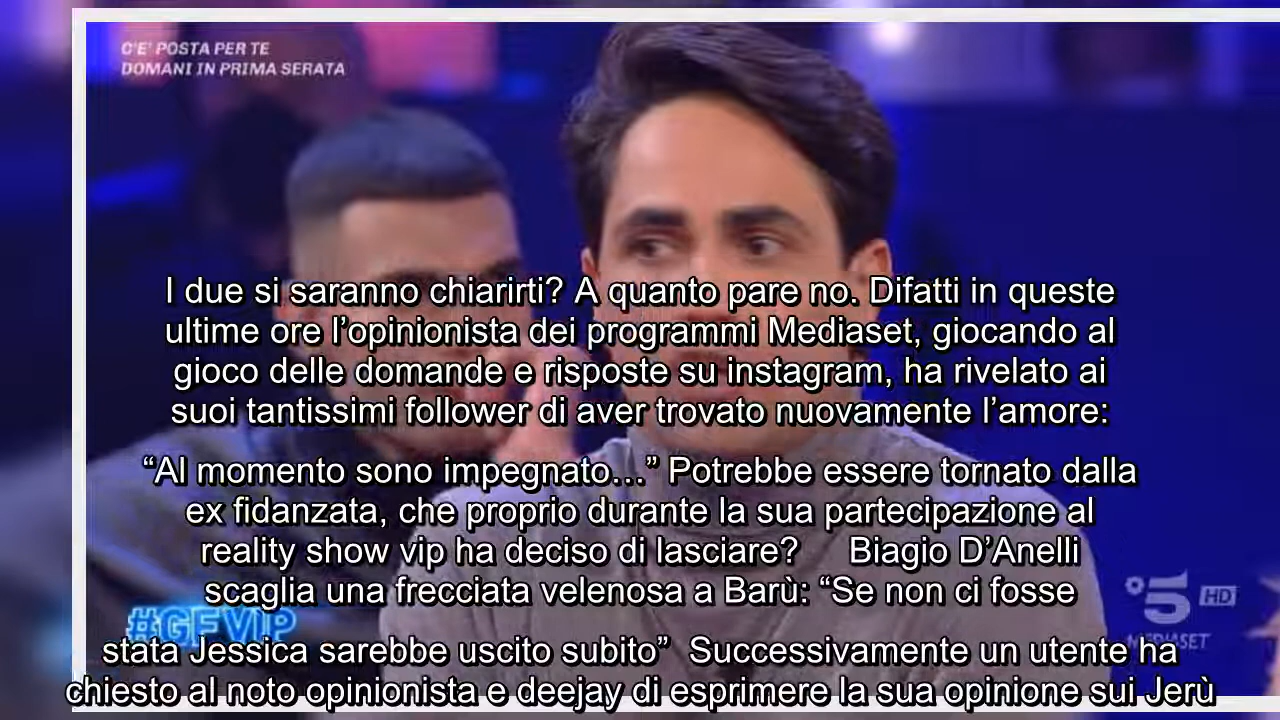 C'E' POSTA PER TE
DOMANI IN PRIMA SERATA
I due si saranno chiarirti? A quanto pare no. Difatti in queste
ultime ore l’opinionista dei programmi Mediaset, giocando al
gioco delle domande e risposte su instagram, ha rivelato ai
suoi tantissimi follower di aver trovato nuovamente l’amore:
“Al momento sono impegnato…” Potrebbe essere tornato dalla
ex fidanzata, che proprio durante la sua partecipazione al
reality show vip ha deciso di lasciare? Biagio D’Anelli
scaglia una frecciata velenosa a Barù: “Se non ci fosse
5 HD
#GFVIP
MEDIASET
stata Jessica sarebbe uscito subito” Successivamente un utente ha
chiesto al noto opinionista e deejay di esprimere la sua opinione sui Jerù